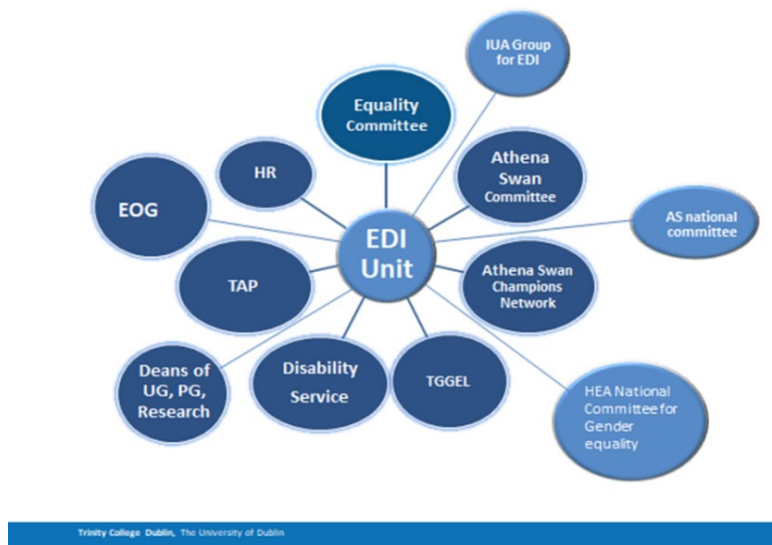 IUA Group
for EDI
Equality
Committee
HR
Athena
Swan
Committee
EOG
AS national
committee
EDI
Unit
TAP
Athena Swan
Champions
Network
Deans of
UG, PG,
Research
Disability
Service
TGGEL
HEA National
Committee for
Gender
equality
Trinity College Dublin, The University of Dublin